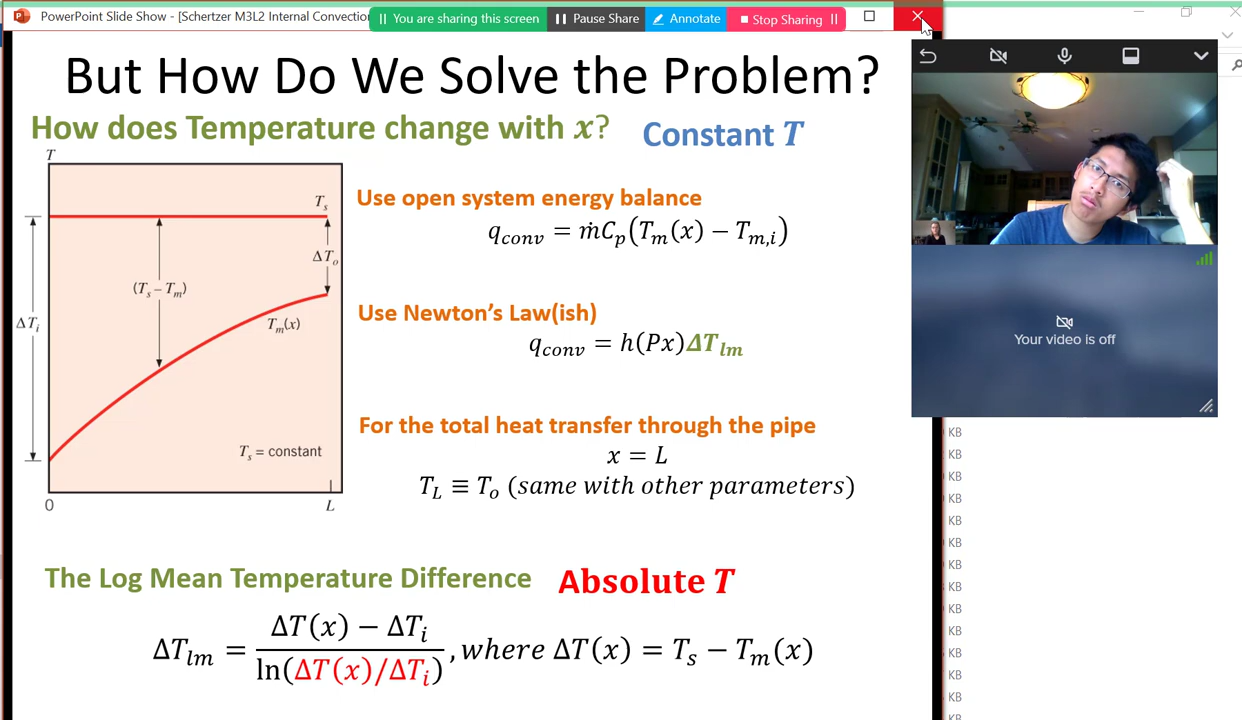 PowerPoint Slide Show - [Schertzer M3L2 Internal Convection
You are sharing this screen
Pause Share
Annotate
Stop Sharing
But How Do We Solve the Problem?
How does Temperature change with x?
Constant T
T
T_s
ΔT_o
(T_s – T_m)
ΔT_i
T_m(x)
T_s = constant
0
L
Use open system energy balance
q_conv = ṁC_p(T_m(x) − T_m,i)
Use Newton's Law(ish)
q_conv = h(Px)ΔT_lm
For the total heat transfer through the pipe
x = L
T_L ≡ T_o (same with other parameters)
The Log Mean Temperature Difference
Absolute T
ΔT_lm = (ΔT(x) − ΔT_i) / ln(ΔT(x)/ΔT_i), where ΔT(x) = T_s − T_m(x)
Your video is off
KB
KB
KB
KB
KB
KB
KB
KB
KB
KB
KB
KB
KB
KB